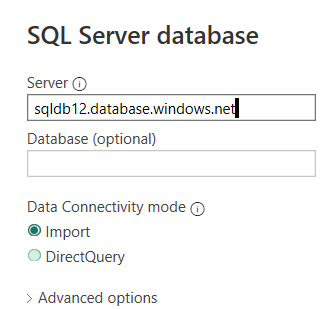 SQL Server database
Server
sqldb12.database.windows.net
Database (optional)
Data Connectivity mode
Import
DirectQuery
Advanced options